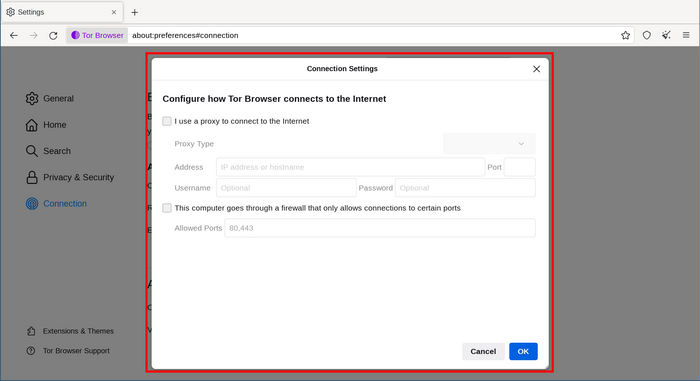 Settings
Tor Browser
about:preferences#connection
Connection Settings
General
Home
Search
Privacy & Security
Connection
Extensions & Themes
Tor Browser Support
Configure how Tor Browser connects to the Internet
I use a proxy to connect to the Internet
Proxy Type
Address IP address or hostname Port
Username Optional Password Optional
This computer goes through a firewall that only allows connections to certain ports
Allowed Ports 80,443
Cancel OK